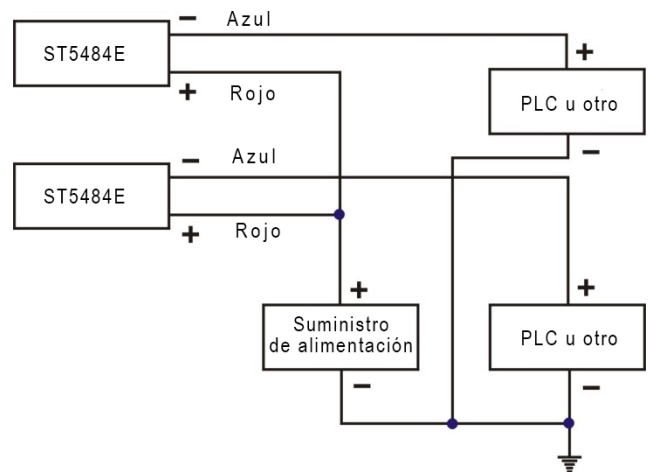 − Azul
ST5484E
+ Rojo
+
PLC u otro
−
− Azul
ST5484E
+ Rojo
+
Suministro
de alimentación
−
+
PLC u otro
−